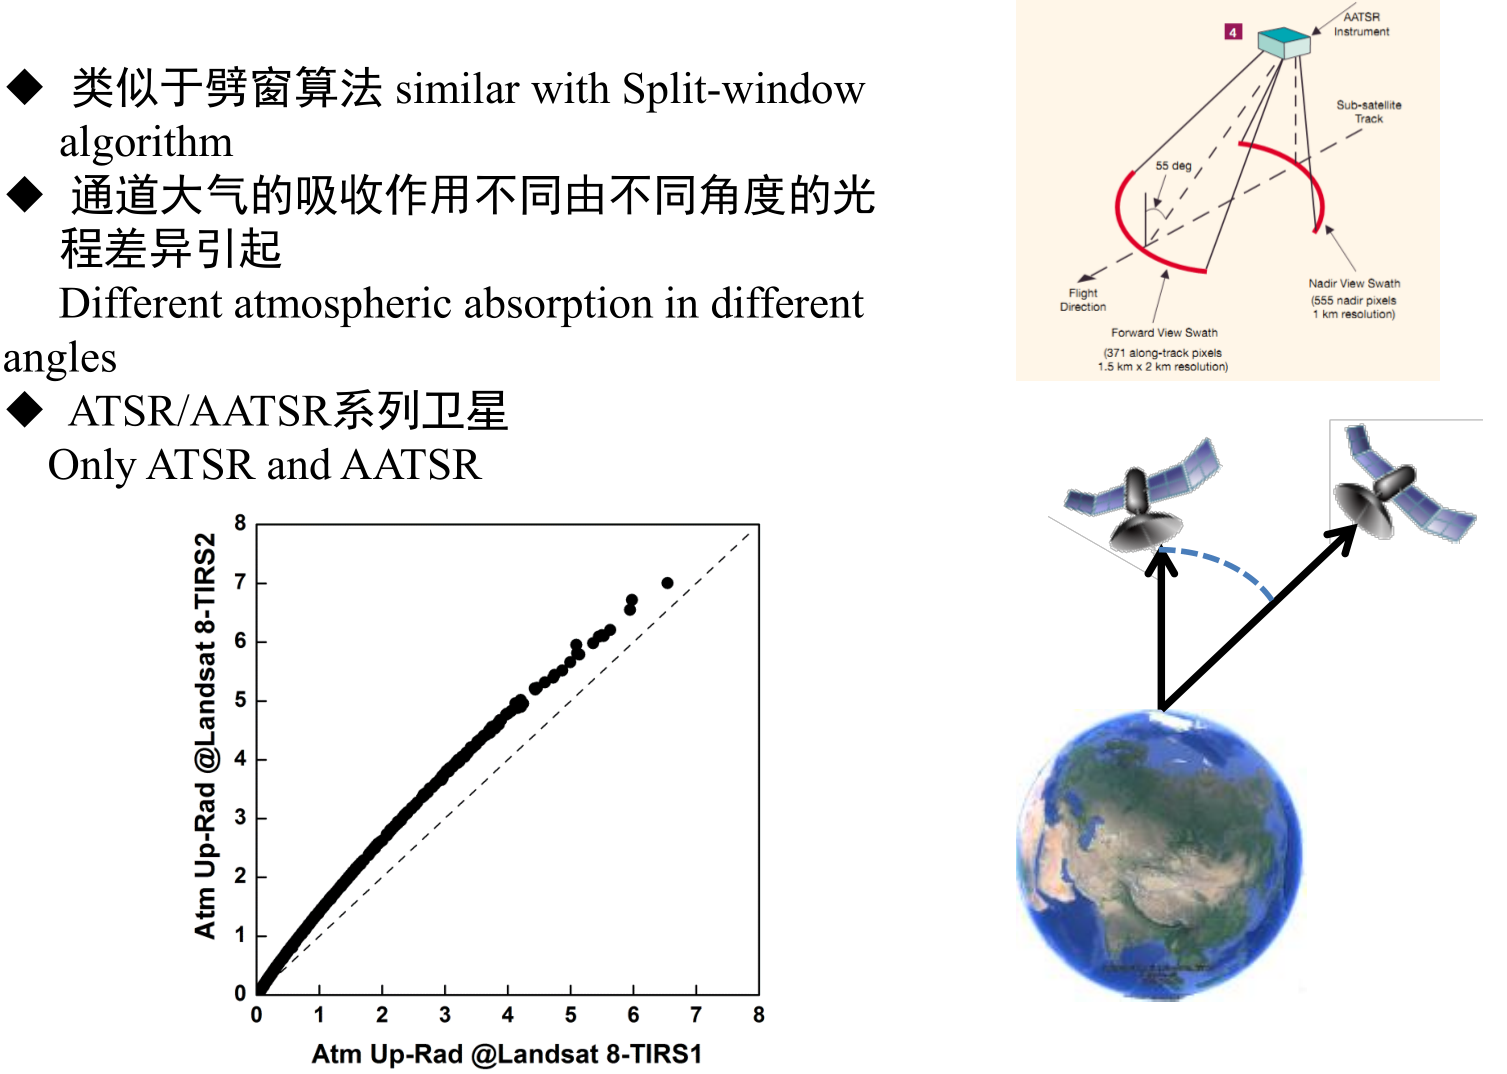 ◆ 类似于劈窗算法 similar with Split-window
algorithm
◆ 通道大气的吸收作用不同由不同角度的光
程差异引起
Different atmospheric absorption in different
angles
◆ ATSR/AATSR系列卫星
Only ATSR and AATSR
4
AATSR
Instrument
Sub-satellite
Track
55 deg
Flight
Direction
Nadir View Swath
(555 nadir pixels
1 km resolution)
Forward View Swath
(371 along-track pixels
1.5 km x 2 km resolution)
Atm Up-Rad @Landsat 8-TIRS2
8
7
6
5
4
3
2
1
0
0 1 2 3 4 5 6 7 8
Atm Up-Rad @Landsat 8-TIRS1